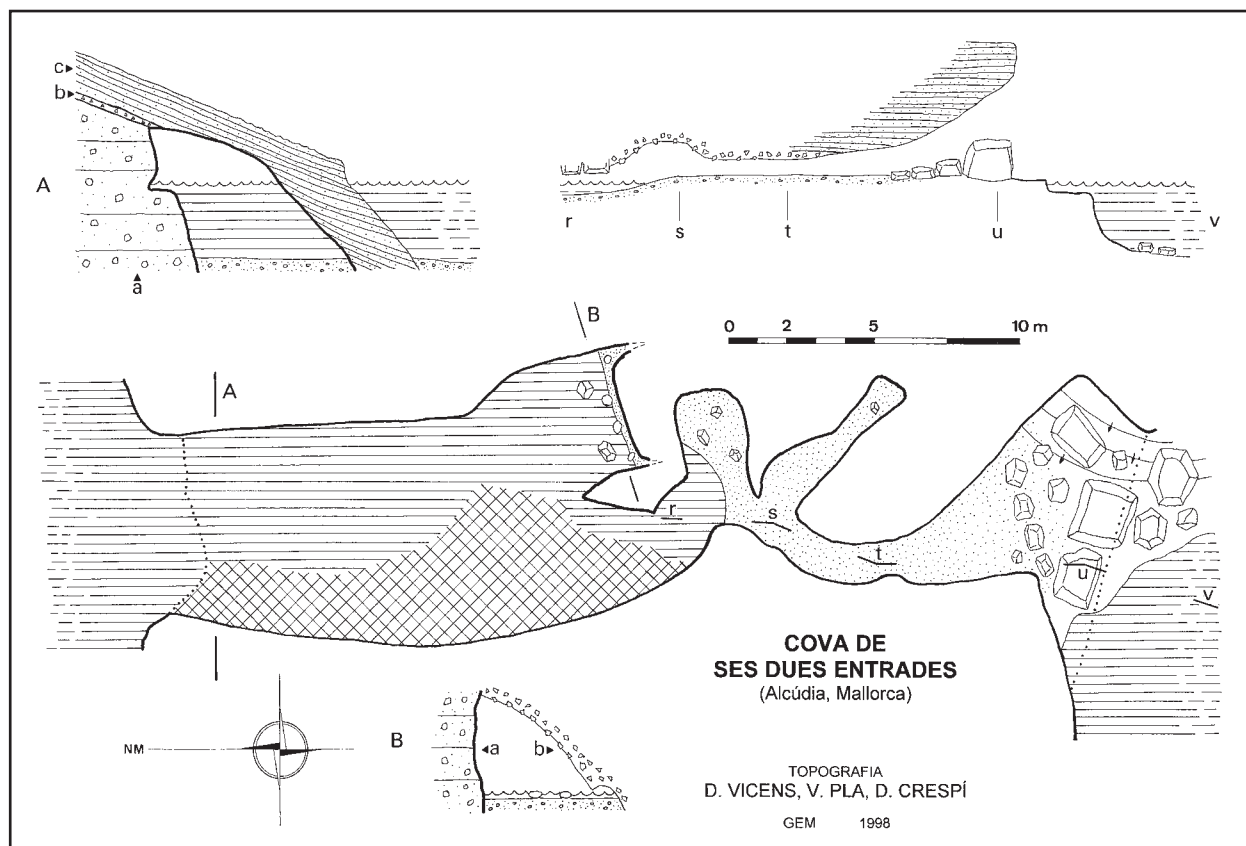 c
b
A
a
r
s
t
u
v
B
0 2 5 10 m
A
r
s
t
u
v
COVA DE
SES DUES ENTRADES
(Alcúdia, Mallorca)
NM
B
a
b
TOPOGRAFIA
D. VICENS, V. PLA, D. CRESPÍ
GEM 1998